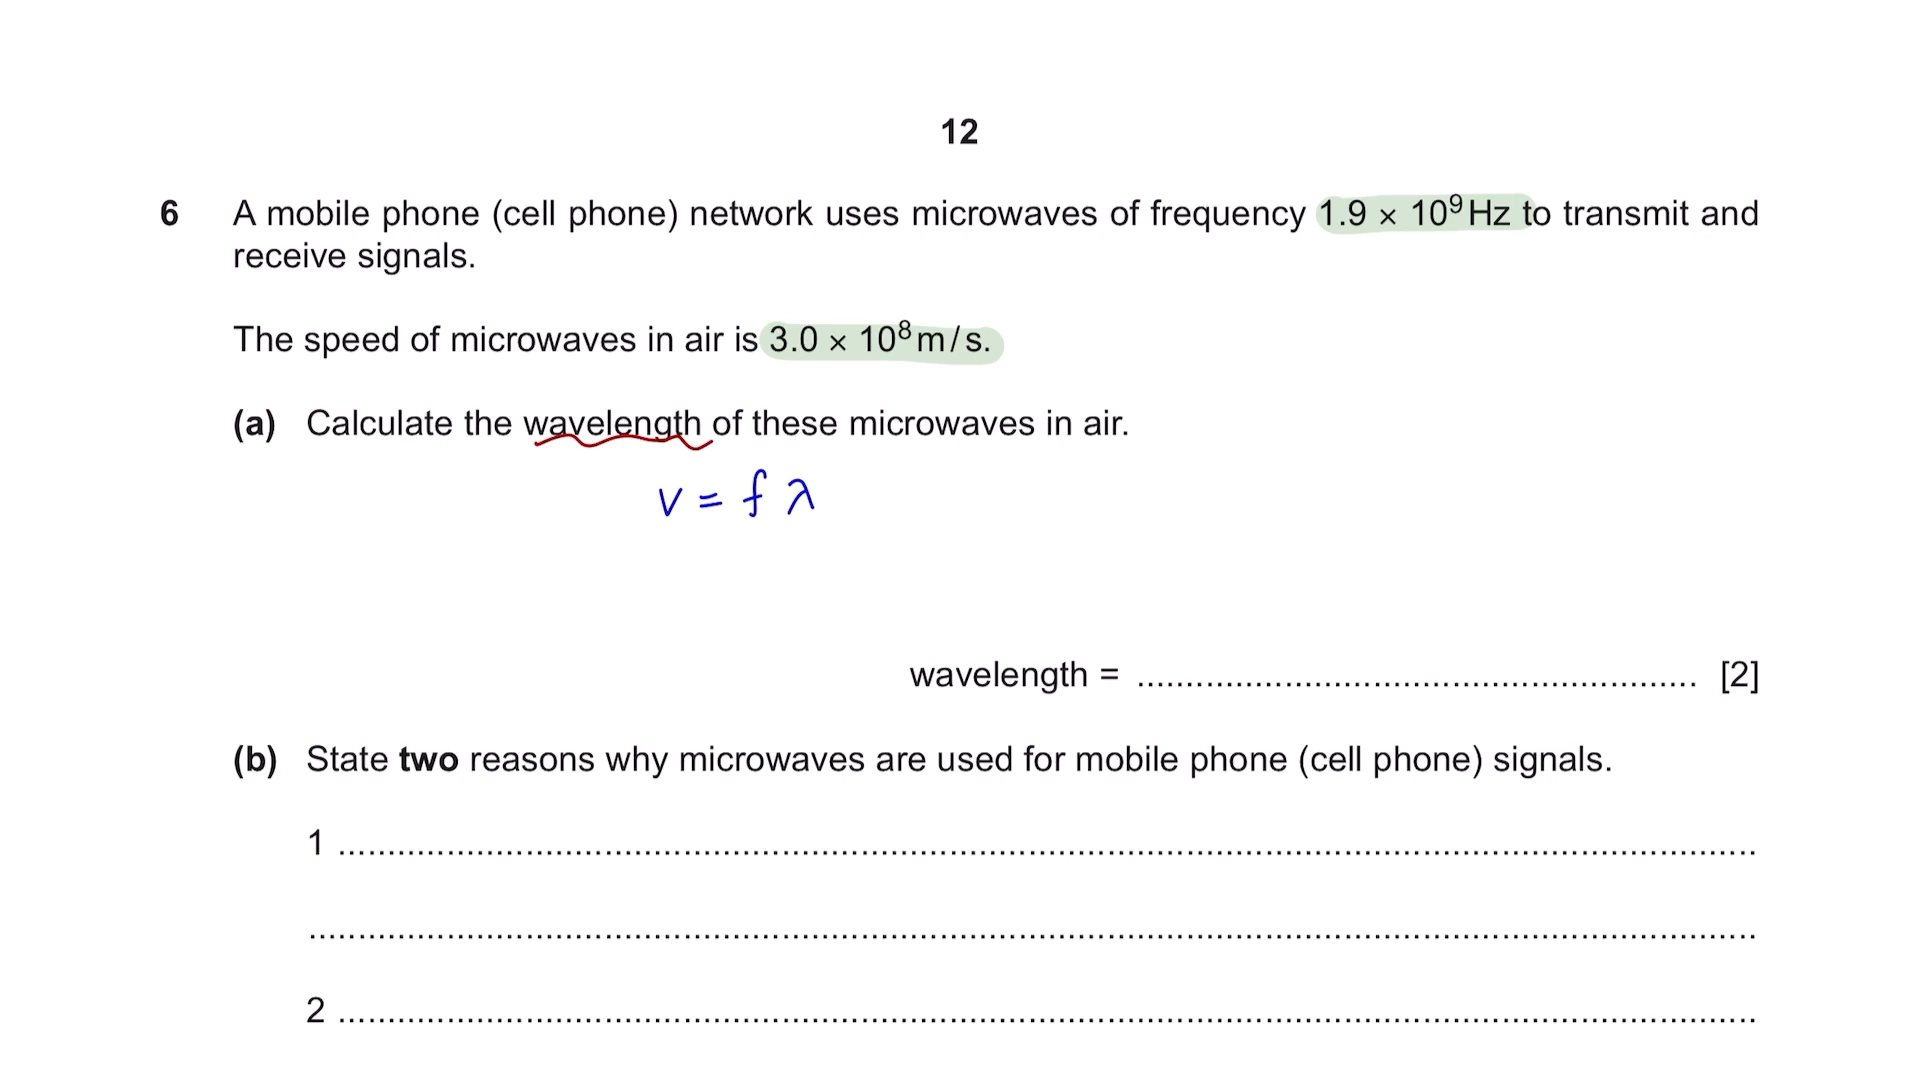 12
6 A mobile phone (cell phone) network uses microwaves of frequency 1.9 × 10⁹ Hz to transmit and
receive signals.
The speed of microwaves in air is 3.0 × 10⁸ m/s.
(a) Calculate the wavelength of these microwaves in air.
v = f λ
wavelength = ......................................................... [2]
(b) State two reasons why microwaves are used for mobile phone (cell phone) signals.
1 ...............................................................................................................................................
...................................................................................................................................................
2 ...............................................................................................................................................